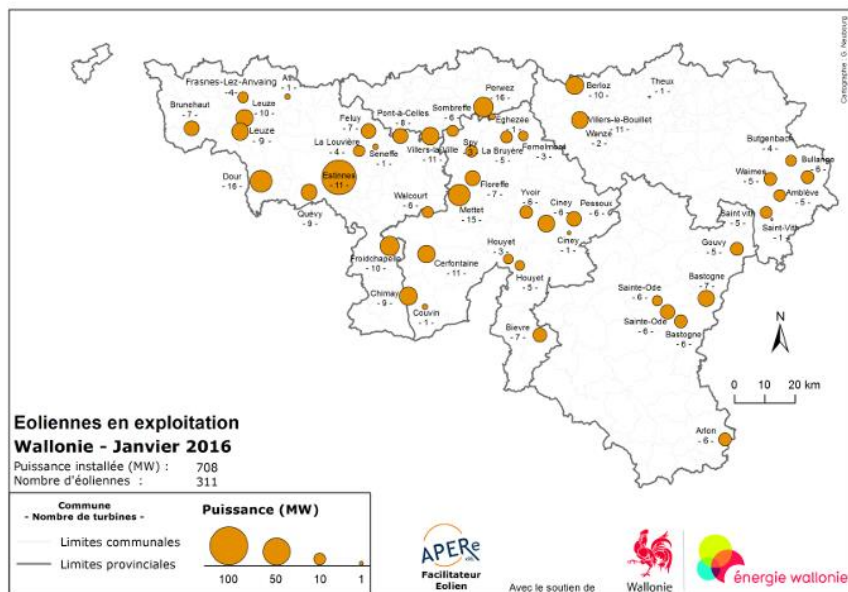 Cartographie : G. Neubourg
Frasnes-Lez-Anvaing
- 4 -
Ath
- 1 -
Leuze
- 10 -
Brunehaut
- 7 -
Leuze
- 9 -
Feluy
- 7 -
Pont-à-Celles
- 8 -
Sombreffe
- 6 -
Perwez
- 16 -
Eghezee
- 1 -
Berloz
- 10 -
Theux
- 1 -
La Louvière
- 4 -
Seneffe
- 1 -
Villers-la-Ville
- 11 -
Spy
- 3 -
La Bruyère
- 5 -
Fernelmont
- 3 -
Villers-le-Bouillet
- 11 -
Wanze
- 2 -
Butgenbach
- 4 -
Bullange
- 6 -
Waimes
- 5 -
Amblève
- 5 -
Dour
- 16 -
Estinnes
- 11 -
Quévy
- 9 -
Walcourt
- 6 -
Floreffe
- 7 -
Mettet
- 15 -
Yvoir
- 6 -
Ciney
- 8 -
Pessoux
- 6 -
Ciney
- 1 -
Saint vith
- 5 -
Saint-Vith
- 1 -
Gouvy
- 5 -
Froidchapelle
- 10 -
Cerfontaine
- 11 -
Houyet
- 3 -
Houyet
- 5 -
Chimay
- 9 -
Couvin
- 1 -
Bievre
- 7 -
Sainte-Ode
- 6 -
Bastogne
- 7 -
Sainte-Ode
- 6 -
Bastogne
- 6 -
Arlon
- 6 -
N
0 10 20 km
Eoliennes en exploitation
Wallonie - Janvier 2016
Puissance installée (MW) : 708
Nombre d'éoliennes : 311
Commune
- Nombre de turbines -
Limites communales
Limites provinciales
Puissance (MW)
100 50 10 1
APERe
Facilitateur
Eolien
Avec le soutien de
Wallonie
énergie wallonie